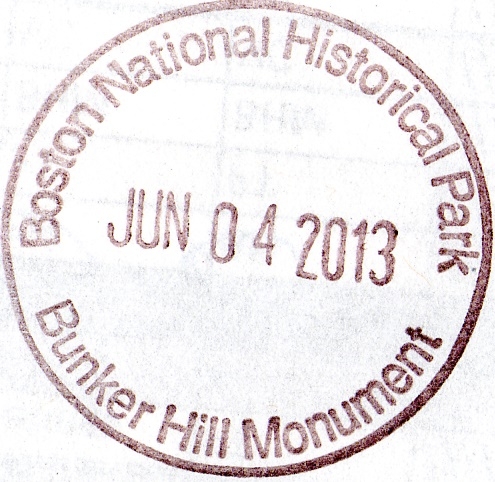 Boston National Historical Park
JUN 04 2013
Bunker Hill Monument